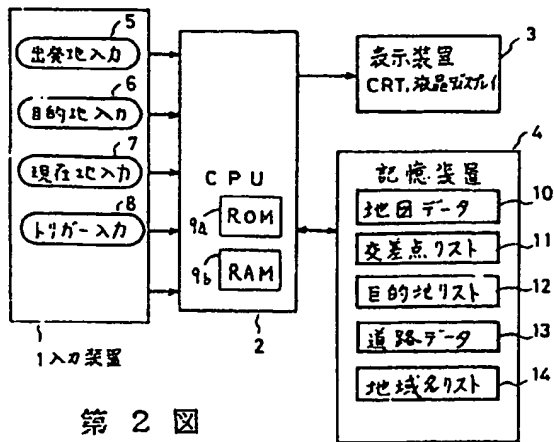 5
出発地入力
6
目的地入力
7
現在地入力
8
トリガー入力
1入力装置
CPU
9a
ROM
9b
RAM
2
3
表示装置
CRT,液晶ディスプレイ
4
記憶装置
地図データ
10
交差点リスト
11
目的地リスト
12
道路データ
13
地域名リスト
14
第2図